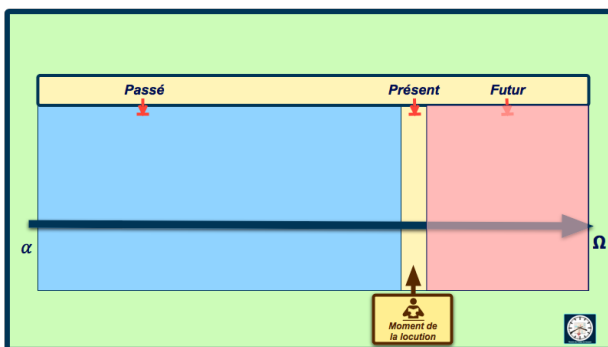 Passé Présent Futur
α Ω
Moment de
la locution